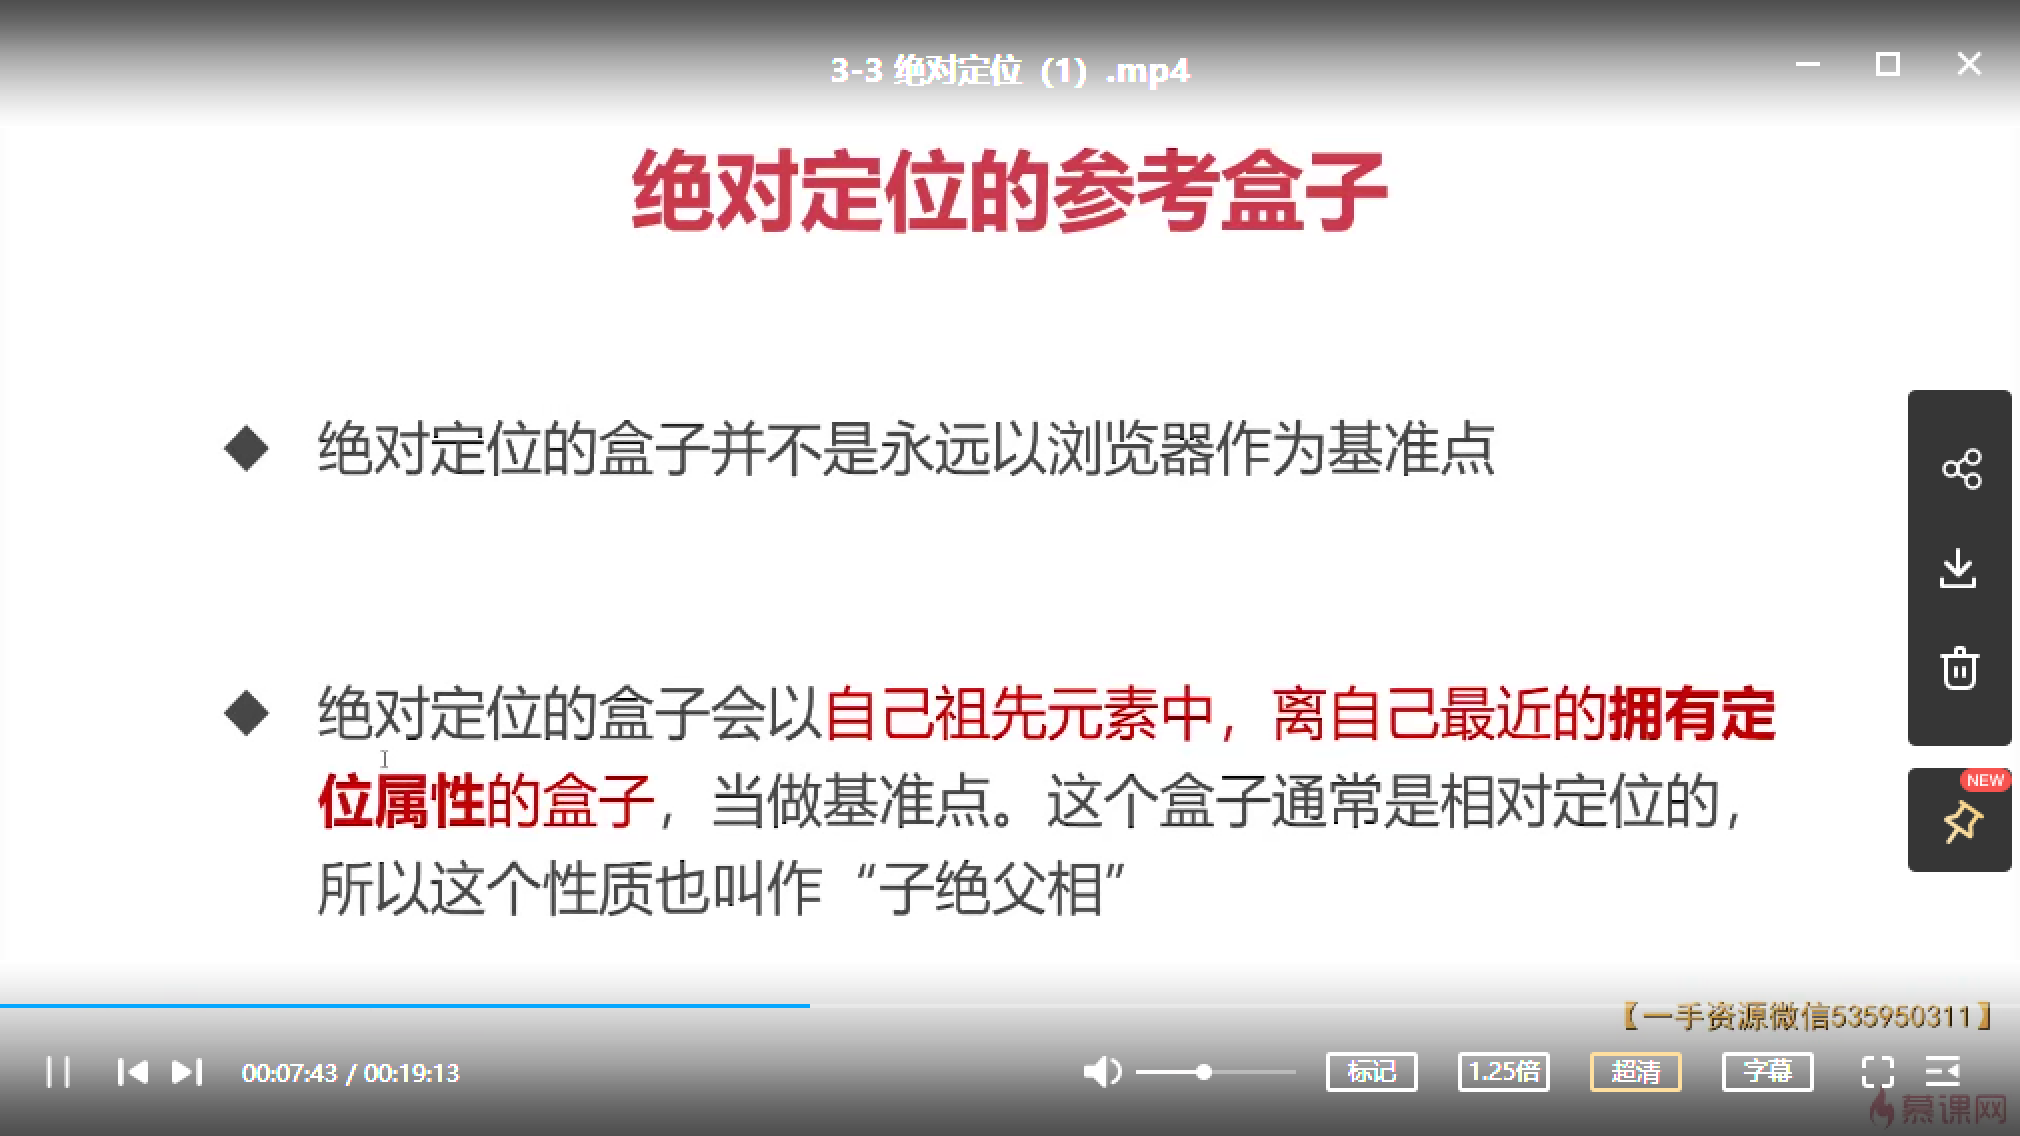 3-3 绝对定位（1）.mp4
绝对定位的参考盒子
绝对定位的盒子并不是永远以浏览器作为基准点
绝对定位的盒子会以自己祖先元素中，离自己最近的拥有定
位属性的盒子，当做基准点。这个盒子通常是相对定位的，
所以这个性质也叫作“子绝父相”
NEW
【一手资源微信535950311】
00:07:43 / 00:19:13
标记
1.25倍
超清
字幕
慕课网